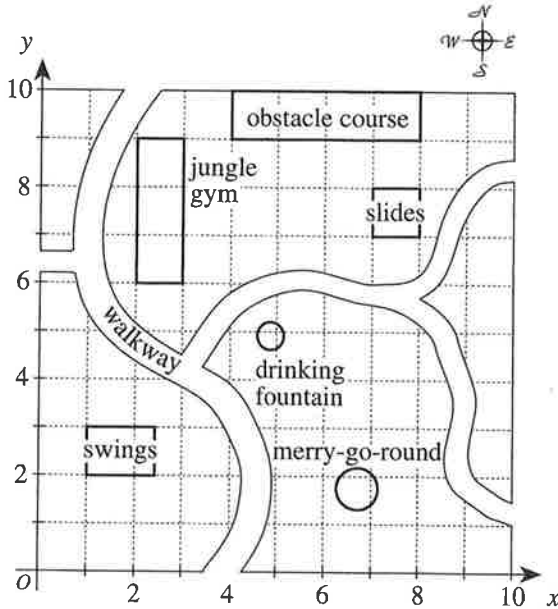 N
W E
S
y
10
obstacle course
jungle
gym
8
slides
6
walkway
drinking
fountain
4
swings
merry-go-round
2
O
2
4
6
8
10
x